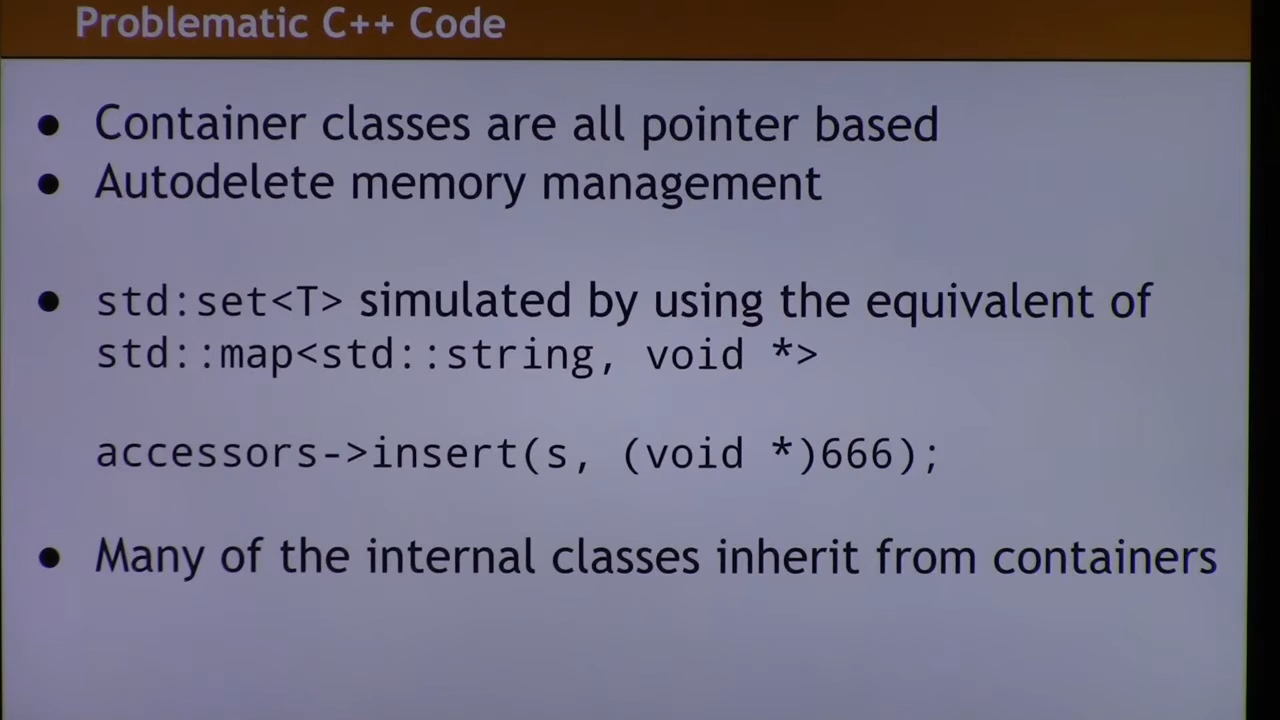 Problematic C++ Code
● Container classes are all pointer based
● Autodelete memory management
● std:set<T> simulated by using the equivalent of
std::map<std::string, void *>
accessors->insert(s, (void *)666);
● Many of the internal classes inherit from containers